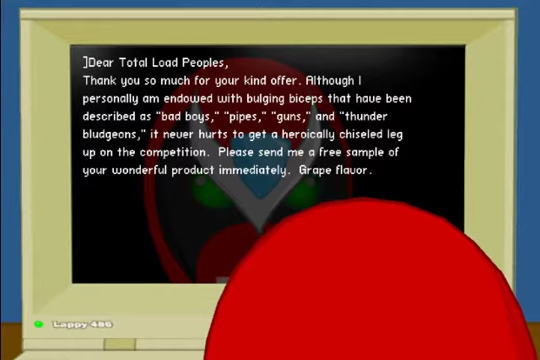 ]Dear Total Load Peoples,
Thank you so much for your kind offer. Although I
personally am endowed with bulging biceps that have been
described as "bad boys," "pipes," "guns," and "thunder
bludgeons," it never hurts to get a heroically chiseled leg
up on the competition. Please send me a free sample of
your wonderful product immediately. Grape flavor.
Lappy 486